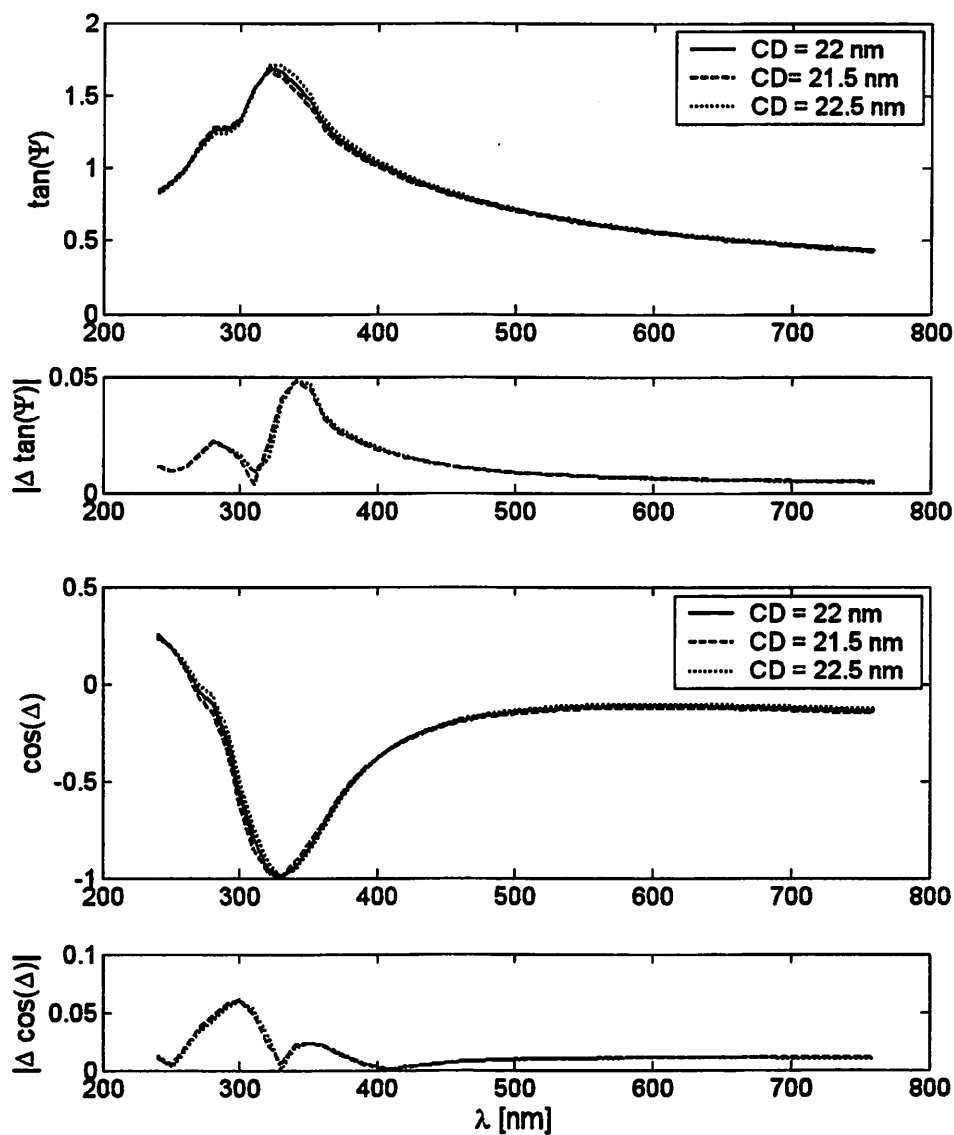 2
1.5
1
0.5
0
tan(Ψ)
CD = 22 nm
CD= 21.5 nm
CD = 22.5 nm
200 300 400 500 600 700 800
0.05
0
|Δ tan(Ψ)|
200 300 400 500 600 700 800
0.5
0
-0.5
-1
cos(Δ)
CD = 22 nm
CD = 21.5 nm
CD = 22.5 nm
200 300 400 500 600 700 800
0.1
0.05
0
|Δ cos(Δ)|
200 300 400 500 600 700 800
λ [nm]